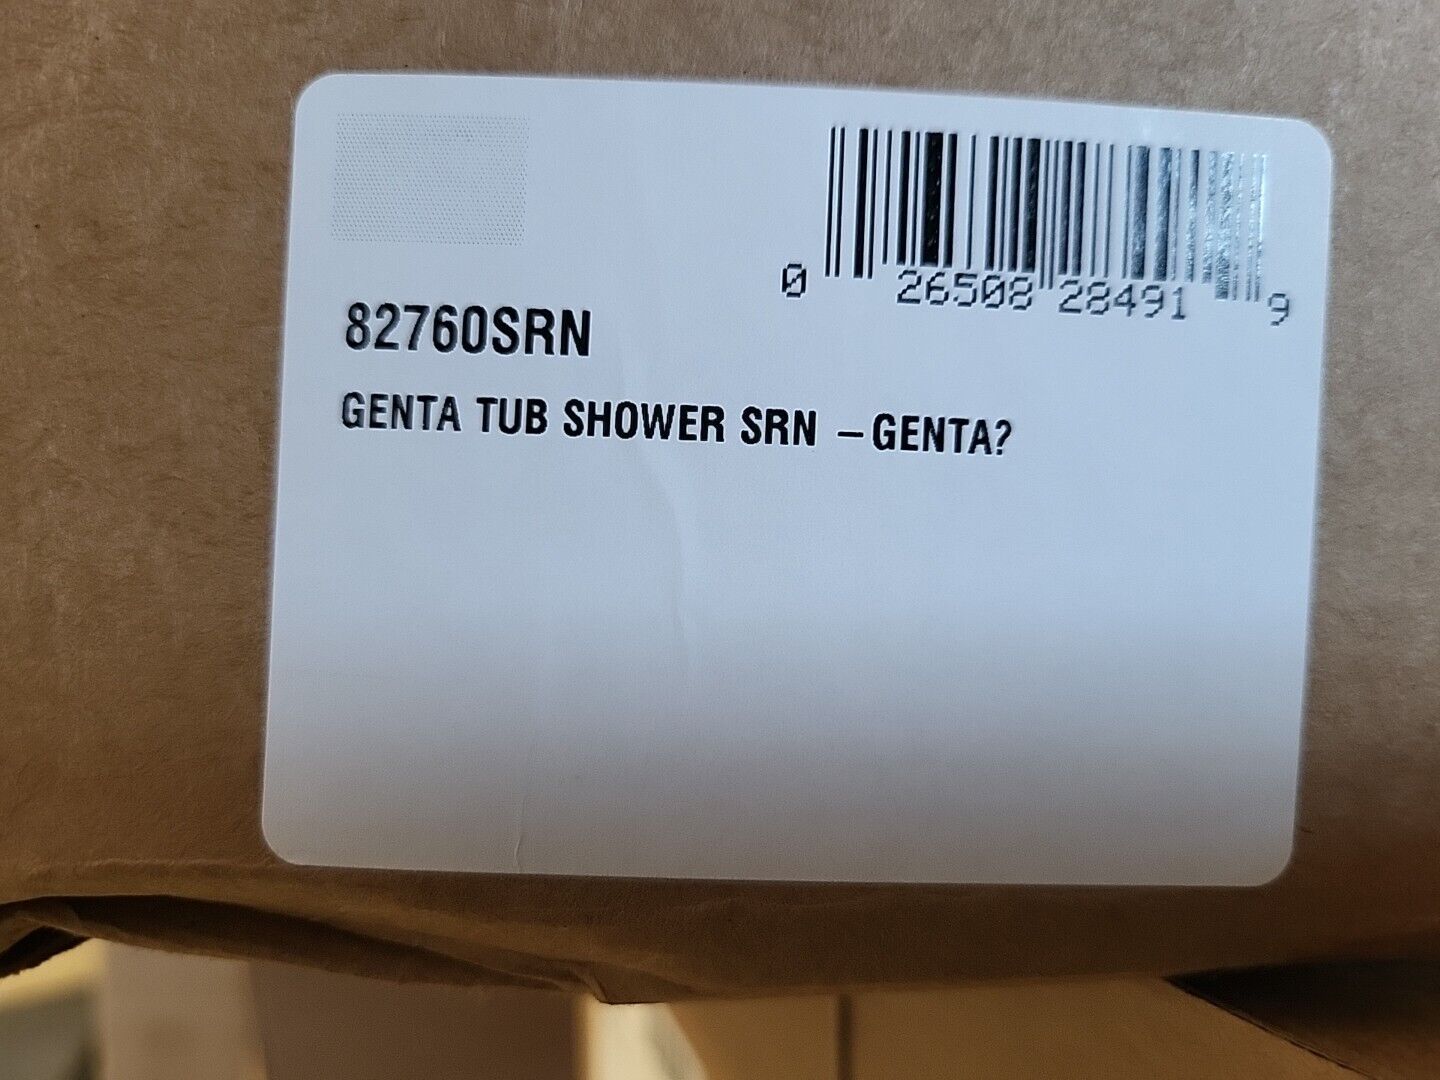 0 26508 28491 9
82760SRN
GENTA TUB SHOWER SRN –GENTA?